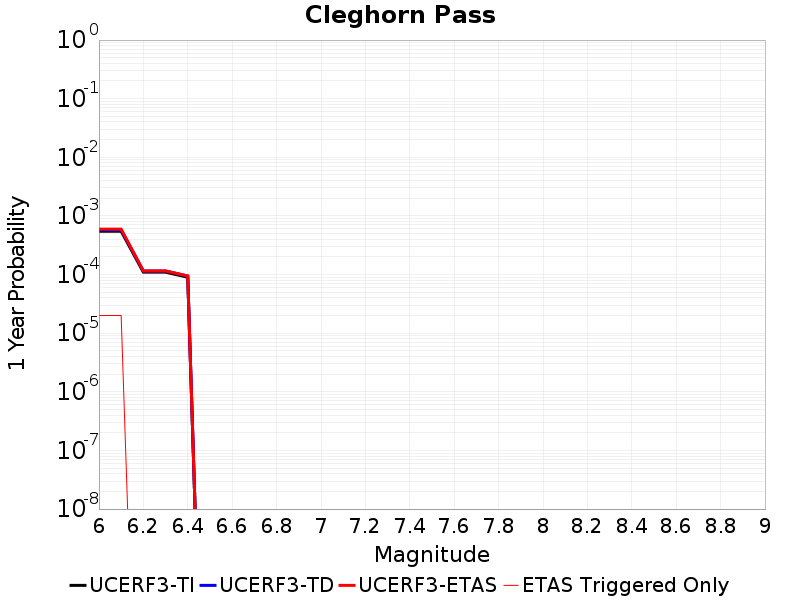 Cleghorn Pass
10^0
10^-1
10^-2
10^-3
10^-4
10^-5
10^-6
10^-7
10^-8
1 Year Probability
6 6.2 6.4 6.6 6.8 7 7.2 7.4 7.6 7.8 8 8.2 8.4 8.6 8.8 9
Magnitude
UCERF3-TI UCERF3-TD UCERF3-ETAS ETAS Triggered Only